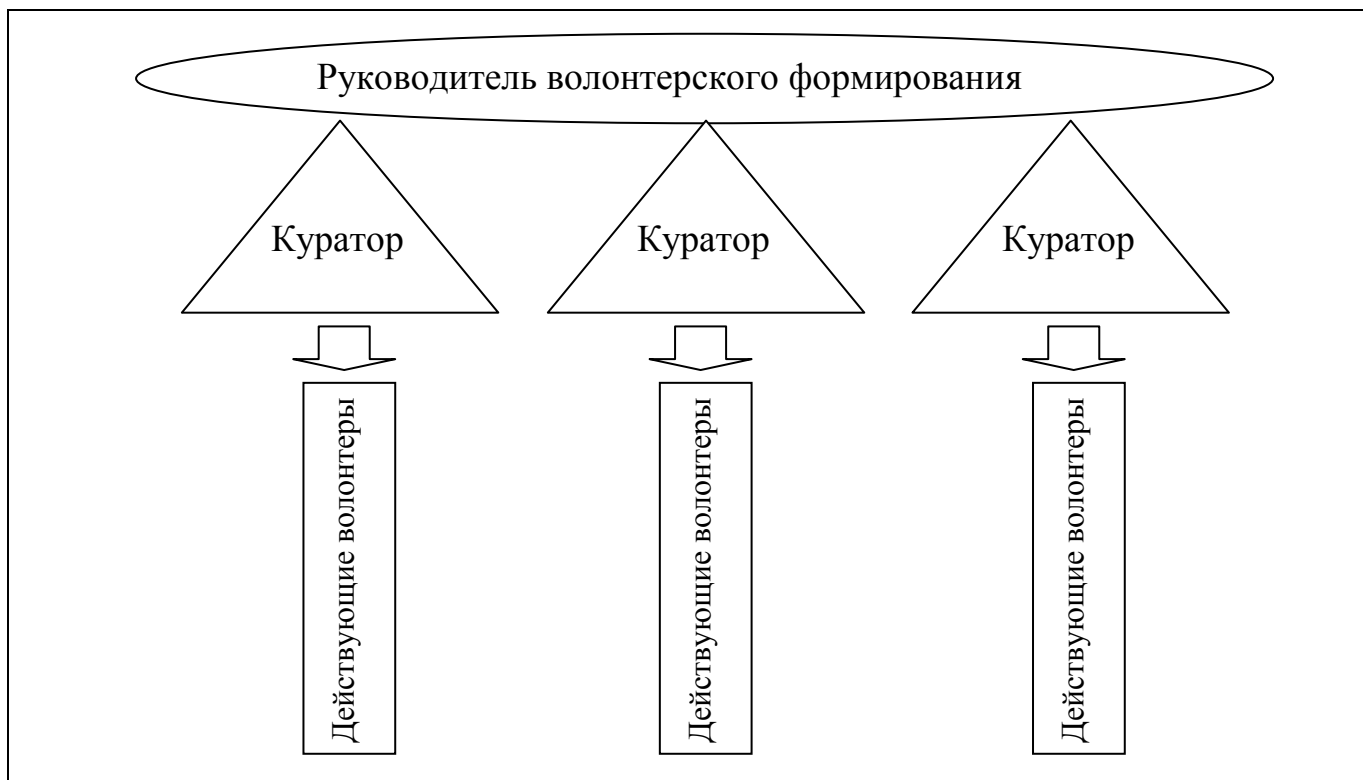 Руководитель волонтерского формирования
Куратор
Куратор
Куратор
Действующие волонтеры
Действующие волонтеры
Действующие волонтеры